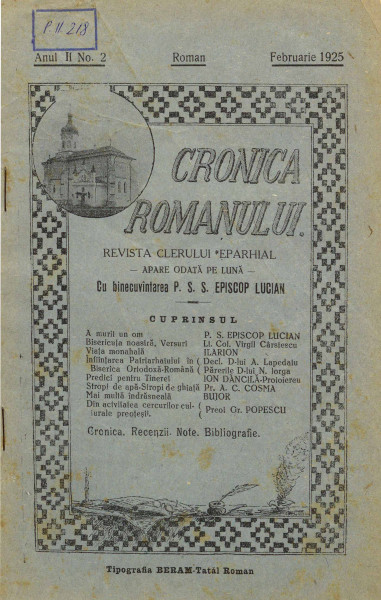 P. II. 218
Anul II No. 2 Roman Februarie 1925
CRONICA
ROMANULUI.
REVISTA CLERULUI EPARHIAL
— APARE ODATĂ PE LUNĂ —
Cu binecuvintarea P. S. S. EPISCOP LUCIAN
CUPRINSUL
A murit un om P. S. EPISCOP LUCIAN
Bisericuța noastră, Versuri Lt. Col. Virgil Cârstescu
Viața monahală ILARION
Înființarea Patriarhatului în ( Decl. D-lui A. Lapedatu
Biserica Ortodoxă-Română ( Părerile D-lui N. Iorga
Predici pentru Tineret ION DĂNCILĂ-Protoiereu
Stropi de apă-Stropi de ghiață Pr. A. C. COSMA
Mai multă îndrăsneală BUJOR
Din acivitatea cercurilor cul- (
turale preoțești. ( Preot Gr. POPESCU
Cronica. Recenzii. Note. Bibliografie.
Tipografia BERAM-Tatăl Roman